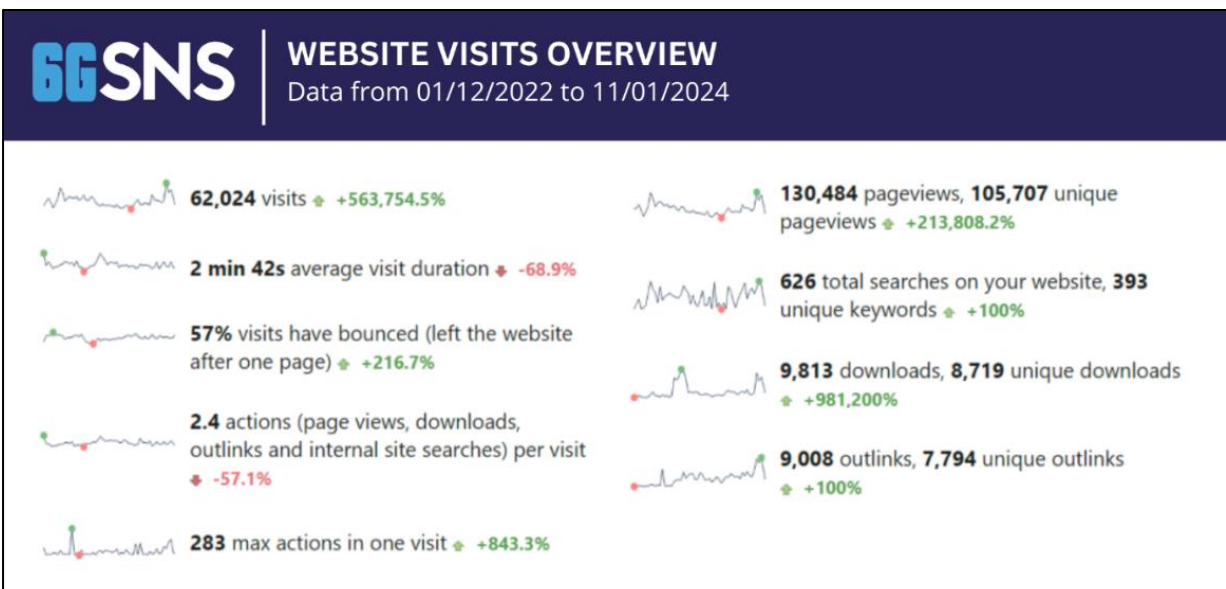 6GSNS
WEBSITE VISITS OVERVIEW
Data from 01/12/2022 to 11/01/2024
62,024 visits +563,754.5%
2 min 42s average visit duration -68.9%
57% visits have bounced (left the website
after one page) +216.7%
2.4 actions (page views, downloads,
outlinks and internal site searches) per visit
-57.1%
283 max actions in one visit +843.3%
130,484 pageviews, 105,707 unique
pageviews +213,808.2%
626 total searches on your website, 393
unique keywords +100%
9,813 downloads, 8,719 unique downloads
+981,200%
9,008 outlinks, 7,794 unique outlinks
+100%